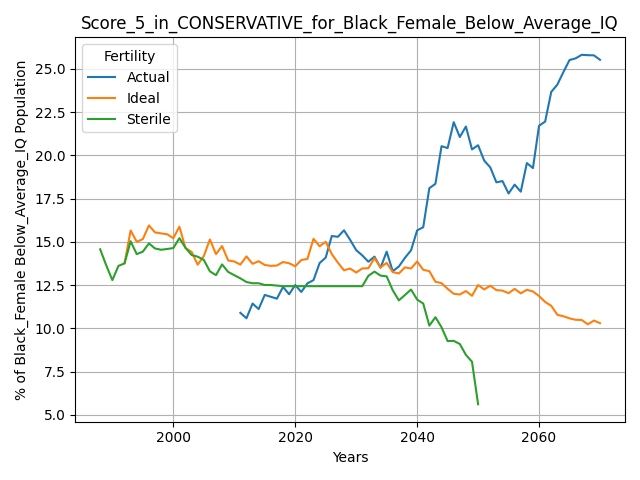 Score_5_in_CONSERVATIVE_for_Black_Female_Below_Average_IQ
% of Black_Female Below_Average_IQ Population
25.0
22.5
20.0
17.5
15.0
12.5
10.0
7.5
5.0
Fertility
Actual
Ideal
Sterile
2000
2020
2040
2060
Years